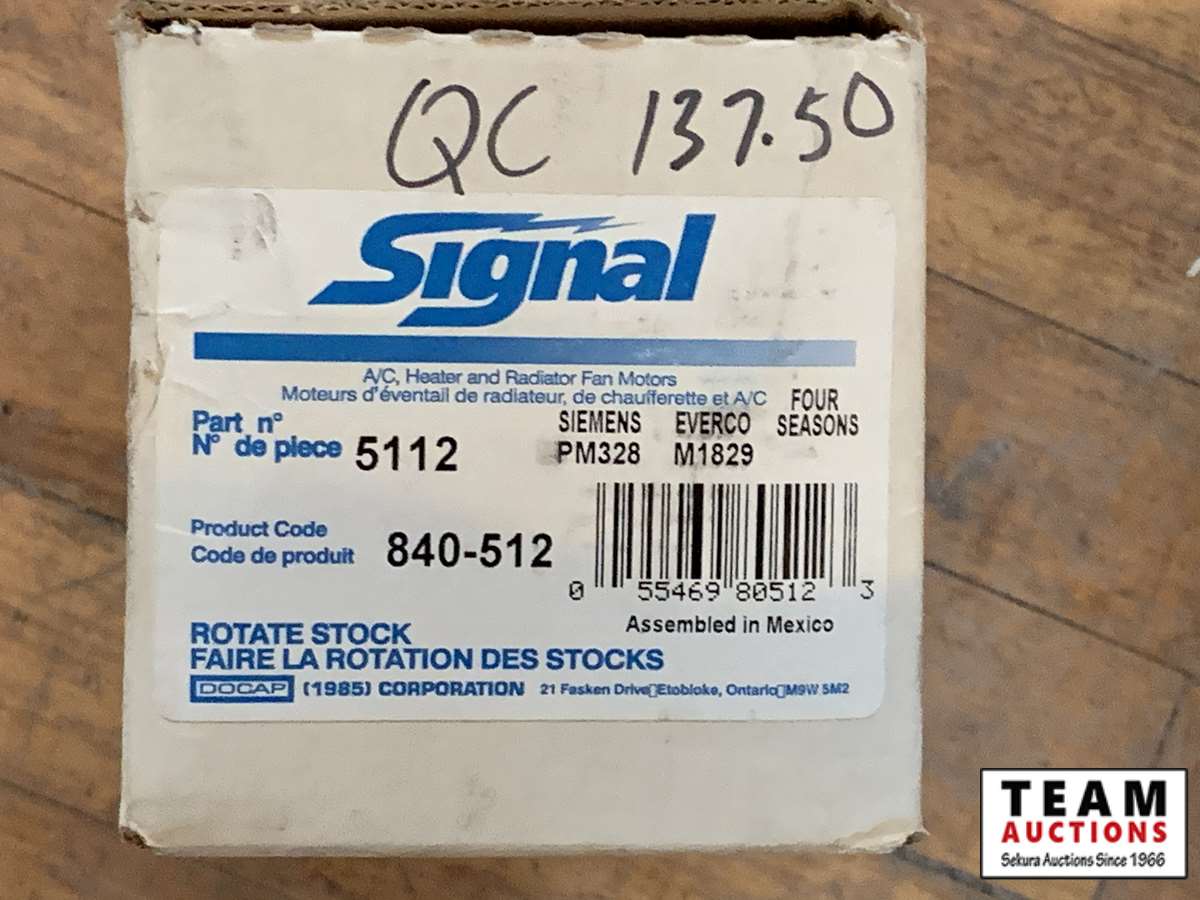 QC 137.50
Signal
A/C, Heater and Radiator Fan Motors
Moteurs d'éventail de radiateur, de chaufferette et A/C
Part n° SIEMENS EVERCO FOUR SEASONS
N° de piece 5112 PM328 M1829
Product Code
Code de produit 840-512
0 55469 80512 3
Assembled in Mexico
ROTATE STOCK
FAIRE LA ROTATION DES STOCKS
DOCAP (1985) CORPORATION 21 Fasken Drive▯Etobloke, Ontario▯M9W 5M2
TEAM
AUCTIONS
Sekura Auctions Since 1966